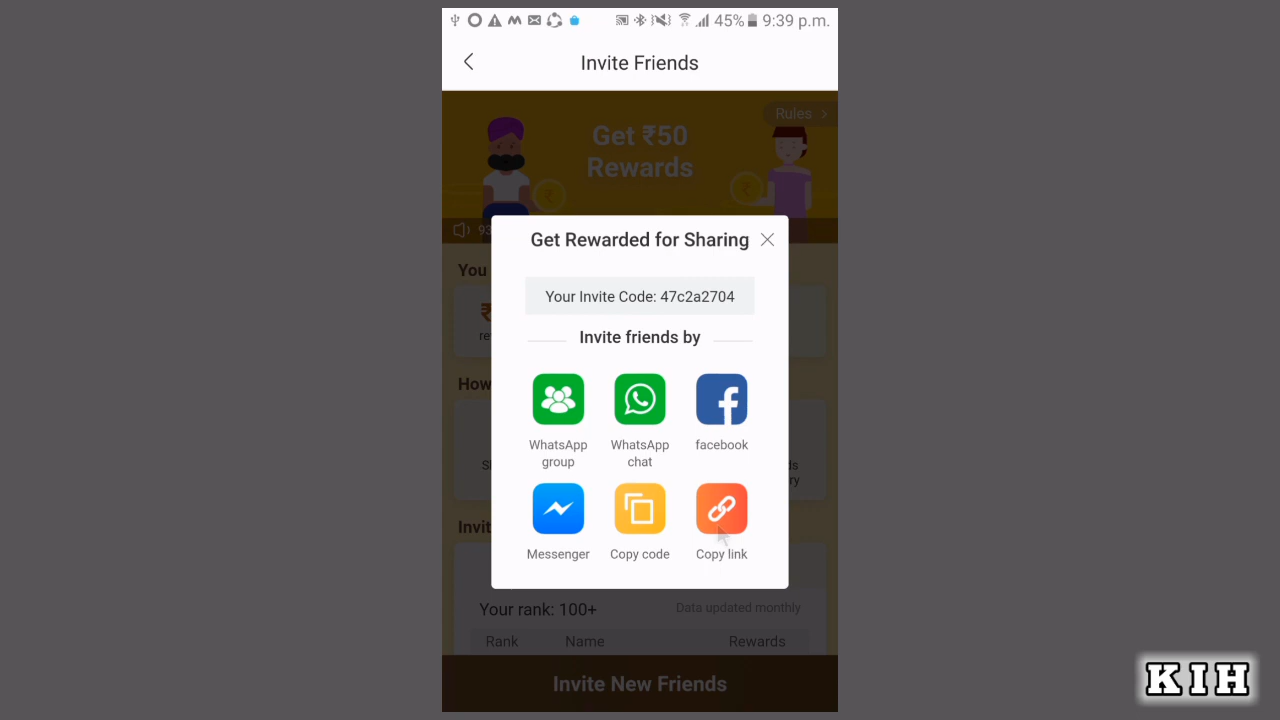 45% 9:39 p.m.
Invite Friends
Rules >
Get ₹50
Rewards
93
Get Rewarded for Sharing
You
Your Invite Code: 47c2a2704
₹
re
Invite friends by
How
WhatsApp group
WhatsApp chat
facebook
Messenger
Copy code
Copy link
Invit
Your rank: 100+
Data updated monthly
Rank Name Rewards
Invite New Friends
KIH